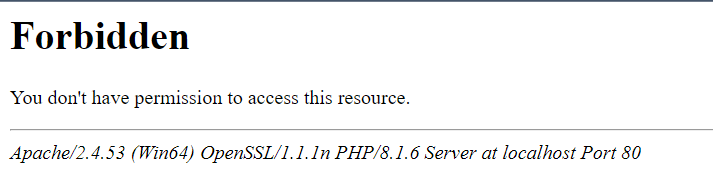 Forbidden
You don't have permission to access this resource.
Apache/2.4.53 (Win64) OpenSSL/1.1.1n PHP/8.1.6 Server at localhost Port 80